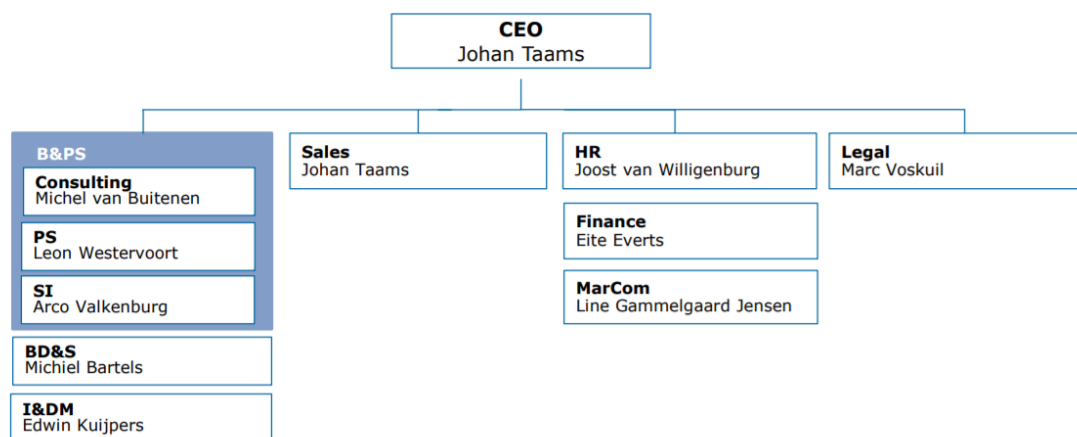 CEO
Johan Taams
B&PS
Consulting
Michel van Buitenen
PS
Leon Westervoort
SI
Arco Valkenburg
BD&S
Michiel Bartels
I&DM
Edwin Kuijpers
Sales
Johan Taams
HR
Joost van Willigenburg
Finance
Eite Everts
MarCom
Line Gammelgaard Jensen
Legal
Marc Voskuil